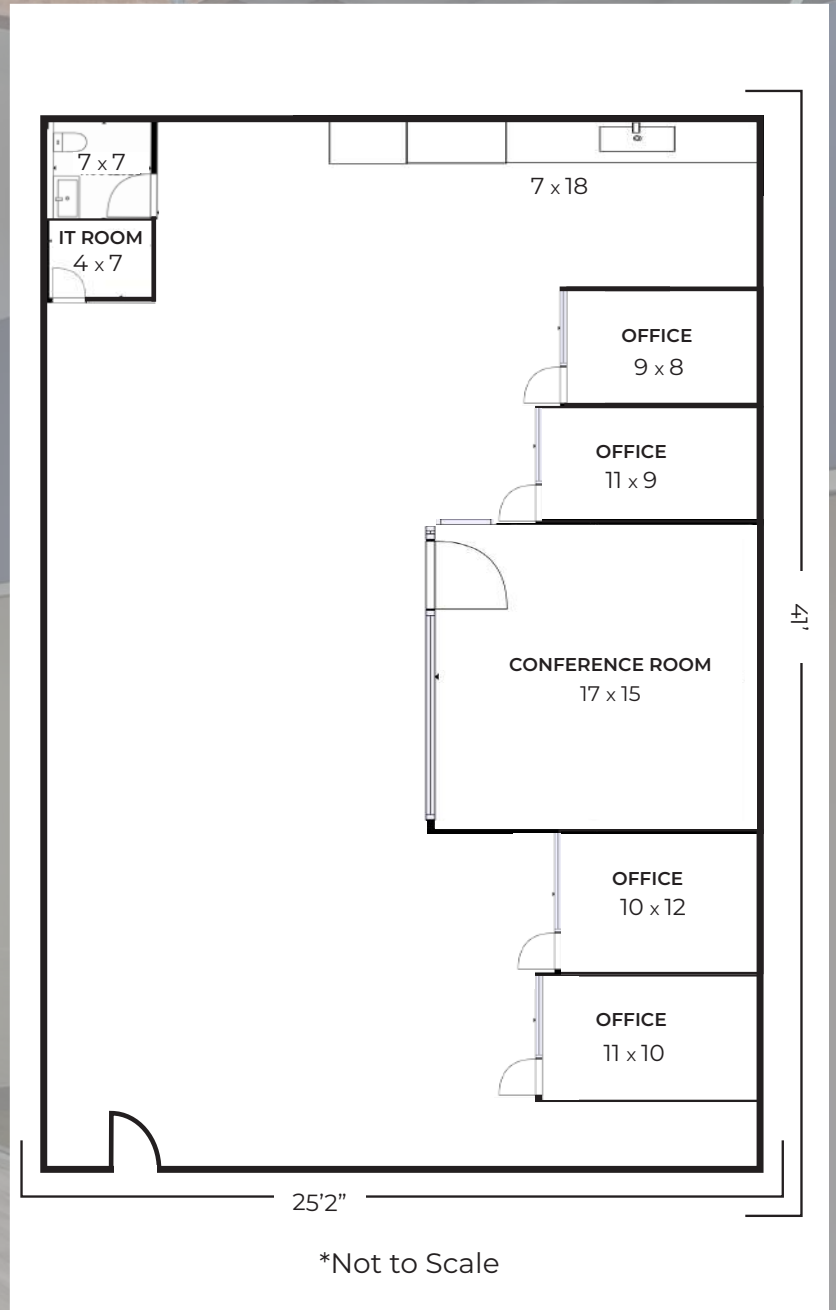 7 x 7
7 x 18
IT ROOM
4 x 7
OFFICE
9 x 8
OFFICE
11 x 9
41’
CONFERENCE ROOM
17 x 15
OFFICE
10 x 12
OFFICE
11 x 10
25’2”
*Not to Scale